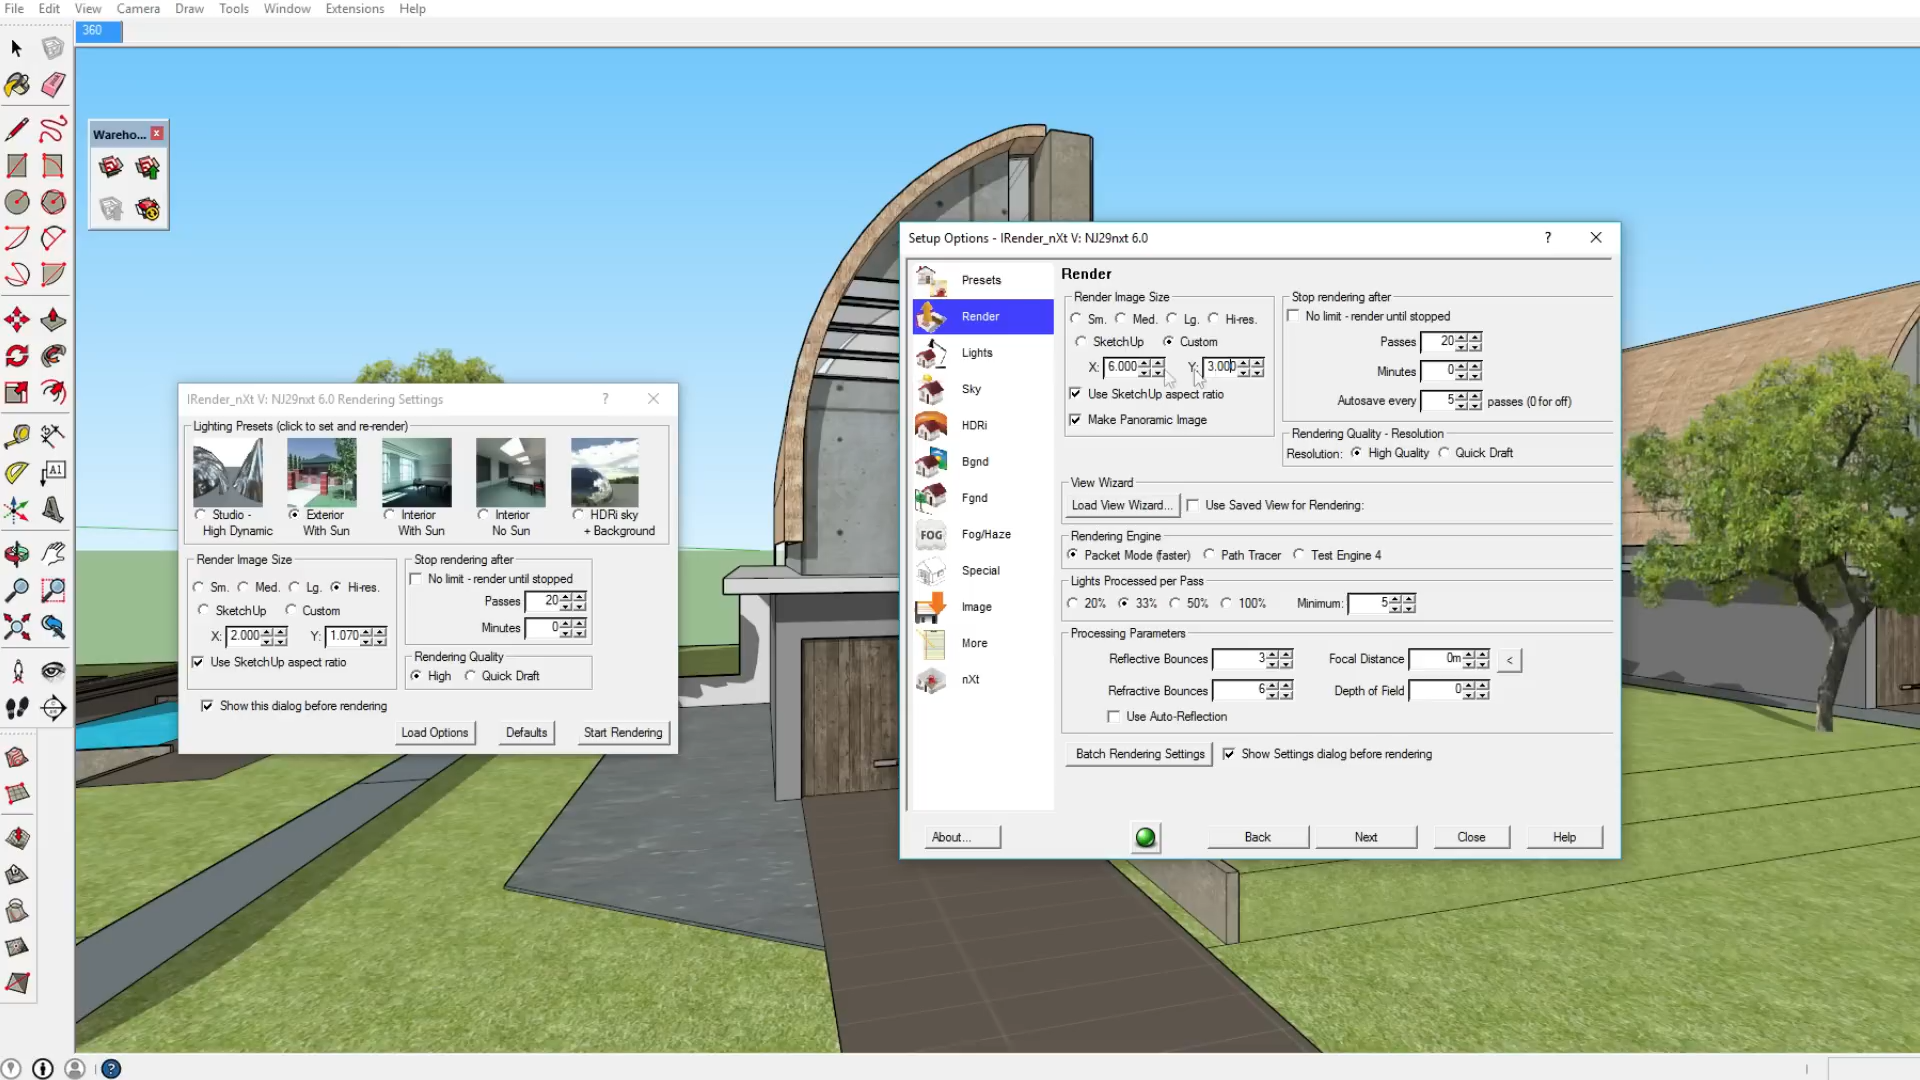 File Edit View Camera Draw Tools Window Extensions Help
360
Wareho...
A1
IRender_nXt V: NJ29nxt 6.0 Rendering Settings ?
Lighting Presets (click to set and re-render)
Studio - High Dynamic
Exterior With Sun
Interior With Sun
Interior No Sun
HDRi sky + Background
Render Image Size
Sm. Med. Lg. Hi-res.
SketchUp Custom
X: 2.000 Y: 1.070
Use SketchUp aspect ratio
Stop rendering after
No limit - render until stopped
Passes 20
Minutes 0
Rendering Quality
High Quick Draft
Show this dialog before rendering
Load Options Defaults Start Rendering
Setup Options - IRender_nXt V: NJ29nxt 6.0 ?
Presets
Render
Lights
Sky
HDRi
Bgnd
Fgnd
FOG Fog/Haze
Special
Image
More
nXt
Render
Render Image Size
Sm. Med. Lg. Hi-res.
SketchUp Custom
X: 6.000 Y: 3.000
Use SketchUp aspect ratio
Make Panoramic Image
Stop rendering after
No limit - render until stopped
Passes 20
Minutes 0
Autosave every 5 passes (0 for off)
Rendering Quality - Resolution
Resolution: High Quality Quick Draft
View Wizard
Load View Wizard... Use Saved View for Rendering:
Rendering Engine
Packet Mode (faster) Path Tracer Test Engine 4
Lights Processed per Pass
20% 33% 50% 100% Minimum: 5
Processing Parameters
Reflective Bounces 3 Focal Distance 0m <
Refractive Bounces 6 Depth of Field 0
Use Auto-Reflection
Batch Rendering Settings Show Settings dialog before rendering
About... Back Next Close Help
?